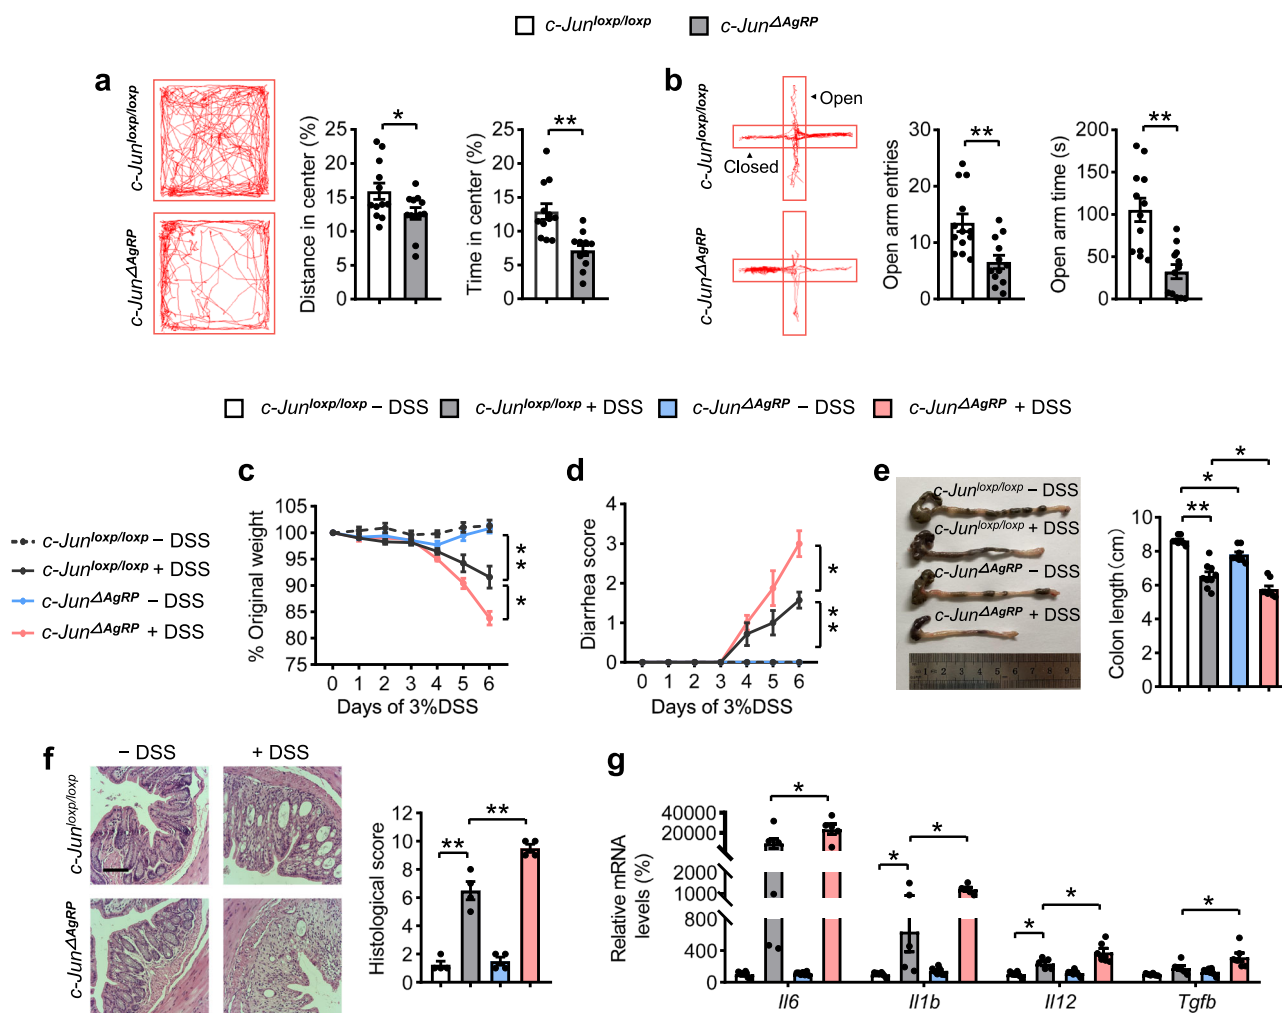 c-Jun^loxp/loxp c-Jun^ΔAgRP
a
c-Jun^loxp/loxp
c-Jun^ΔAgRP
Distance in center (%)
25
20
15
10
5
0
*
Time in center (%)
25
20
15
10
5
0
**
b
c-Jun^loxp/loxp
c-Jun^ΔAgRP
Open
Closed
Open arm entries
30
20
10
0
**
Open arm time (s)
200
150
100
50
0
**
c-Jun^loxp/loxp – DSS c-Jun^loxp/loxp + DSS c-Jun^ΔAgRP – DSS c-Jun^ΔAgRP + DSS
c-Jun^loxp/loxp – DSS
c-Jun^loxp/loxp + DSS
c-Jun^ΔAgRP – DSS
c-Jun^ΔAgRP + DSS
c
% Original weight
105
100
95
90
85
80
75
0 1 2 3 4 5 6
Days of 3%DSS
**
*
d
Diarrhea score
4
3
2
1
0
0 1 2 3 4 5 6
Days of 3%DSS
*
**
e
c-Jun^loxp/loxp – DSS
c-Jun^loxp/loxp + DSS
c-Jun^ΔAgRP – DSS
c-Jun^ΔAgRP + DSS
Colon length (cm)
10
8
6
4
2
0
**
*
*
f
– DSS + DSS
c-Jun^loxp/loxp
c-Jun^ΔAgRP
Histological score
12
10
8
6
4
2
0
**
**
g
Relative mRNA
levels (%)
40000
20000
2000
1000
800
400
0
*
*
*
*
*
*
Il6 Il1b Il12 Tgfb